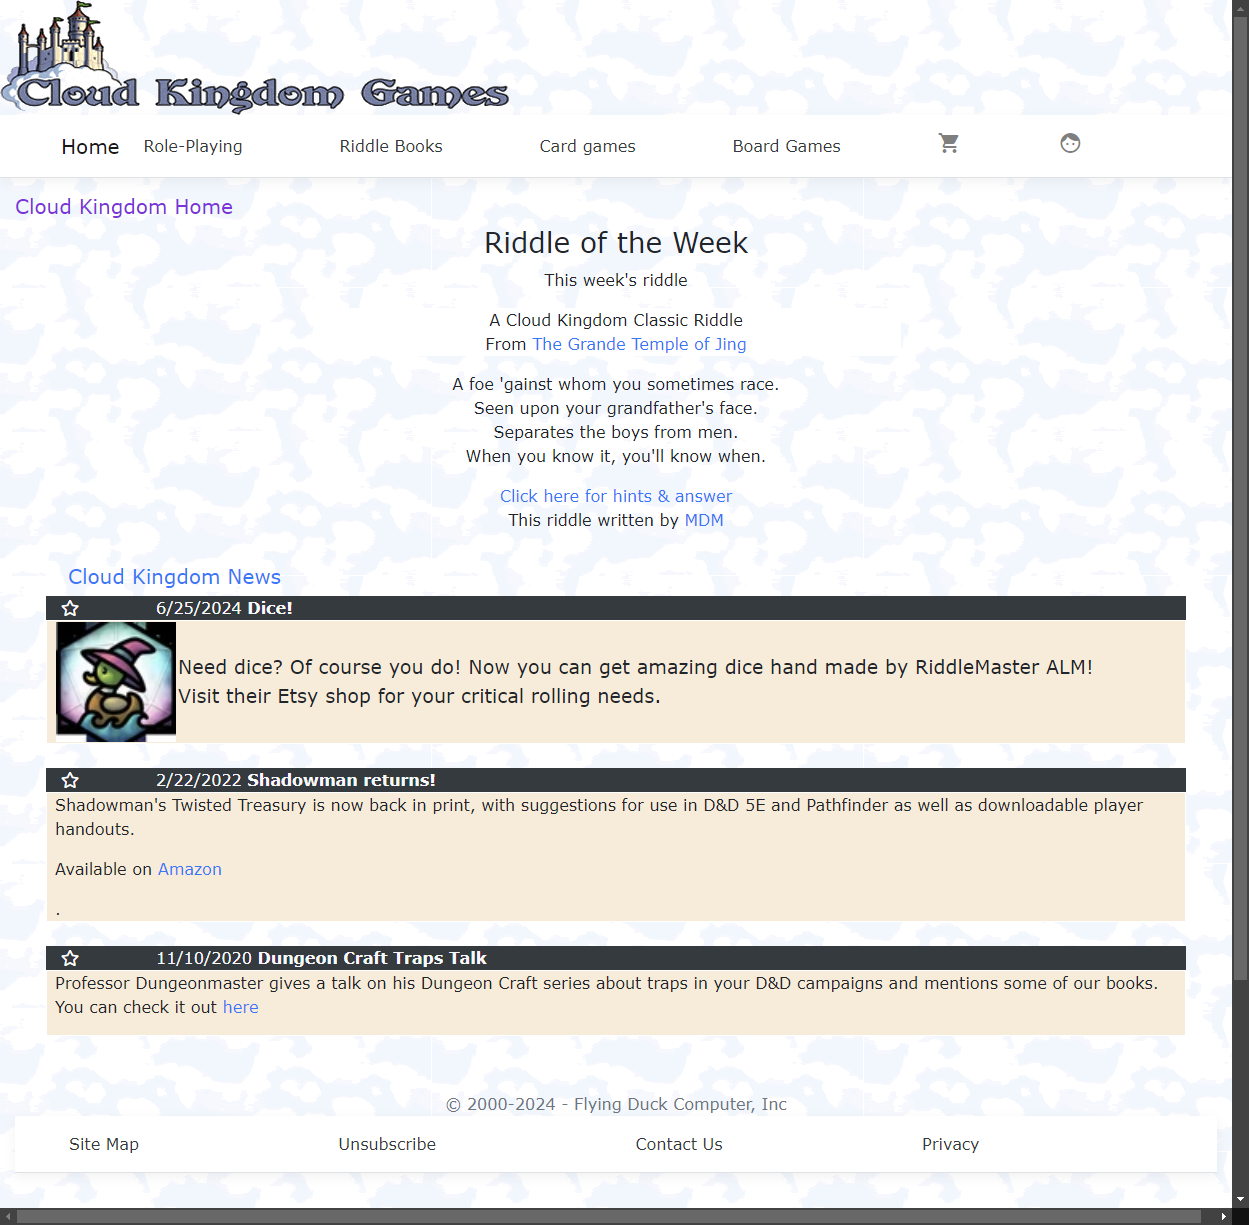 Cloud Kingdom Games
Home Role-Playing Riddle Books Card games Board Games
Cloud Kingdom Home
Riddle of the Week
This week's riddle
A Cloud Kingdom Classic Riddle
From The Grande Temple of Jing
A foe 'gainst whom you sometimes race.
Seen upon your grandfather's face.
Separates the boys from men.
When you know it, you'll know when.
Click here for hints & answer
This riddle written by MDM
Cloud Kingdom News
6/25/2024 Dice!
Need dice? Of course you do! Now you can get amazing dice hand made by RiddleMaster ALM!
Visit their Etsy shop for your critical rolling needs.
2/22/2022 Shadowman returns!
Shadowman's Twisted Treasury is now back in print, with suggestions for use in D&D 5E and Pathfinder as well as downloadable player
handouts.
Available on Amazon
.
11/10/2020 Dungeon Craft Traps Talk
Professor Dungeonmaster gives a talk on his Dungeon Craft series about traps in your D&D campaigns and mentions some of our books.
You can check it out here
© 2000-2024 - Flying Duck Computer, Inc
Site Map Unsubscribe Contact Us Privacy